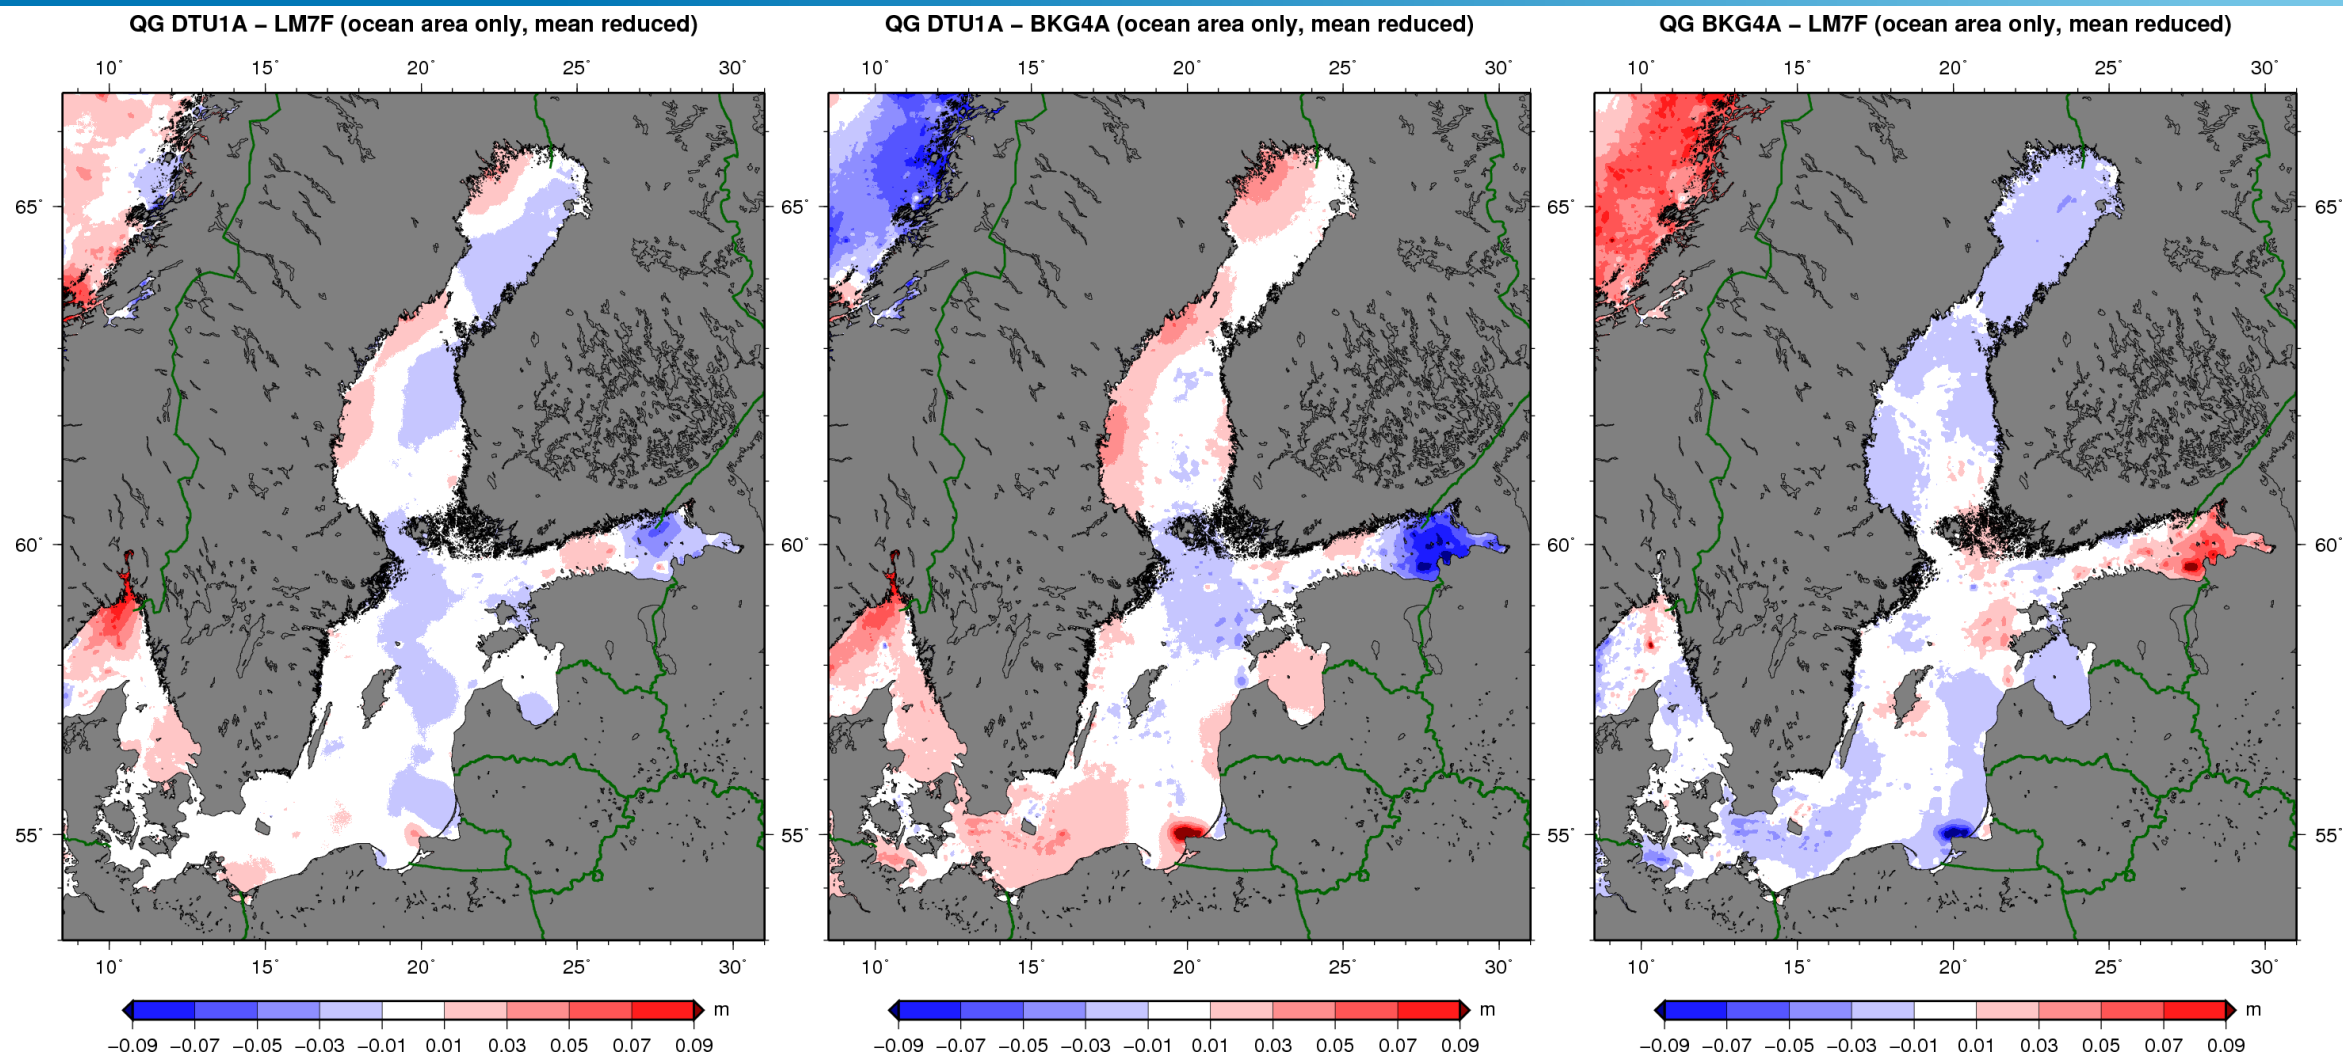 QG DTU1A – LM7F (ocean area only, mean reduced)
10° 15° 20° 25° 30°
65°
60°
55°
10° 15° 20° 25° 30°
m
−0.09 −0.07 −0.05 −0.03 −0.01 0.01 0.03 0.05 0.07 0.09
QG DTU1A – BKG4A (ocean area only, mean reduced)
10° 15° 20° 25° 30°
65°
60°
55°
10° 15° 20° 25° 30°
m
−0.09 −0.07 −0.05 −0.03 −0.01 0.01 0.03 0.05 0.07 0.09
QG BKG4A – LM7F (ocean area only, mean reduced)
10° 15° 20° 25° 30°
65° 65°
60° 60°
55° 55°
10° 15° 20° 25° 30°
m
−0.09 −0.07 −0.05 −0.03 −0.01 0.01 0.03 0.05 0.07 0.09